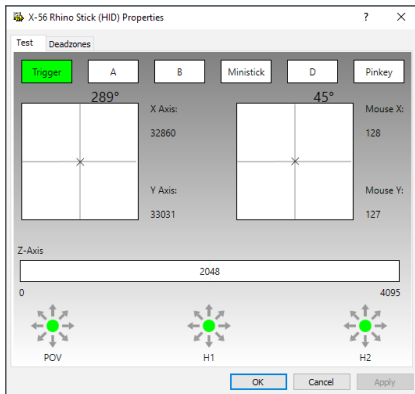 X-56 Rhino Stick (HID) Properties
? X
Test Deadzones
Trigger A B Ministick D Pinkey
289° 45°
X Axis: Mouse X:
32860 128
Y Axis: Mouse Y:
33031 127
Z-Axis
2048
0 4095
POV H1 H2
OK Cancel Apply